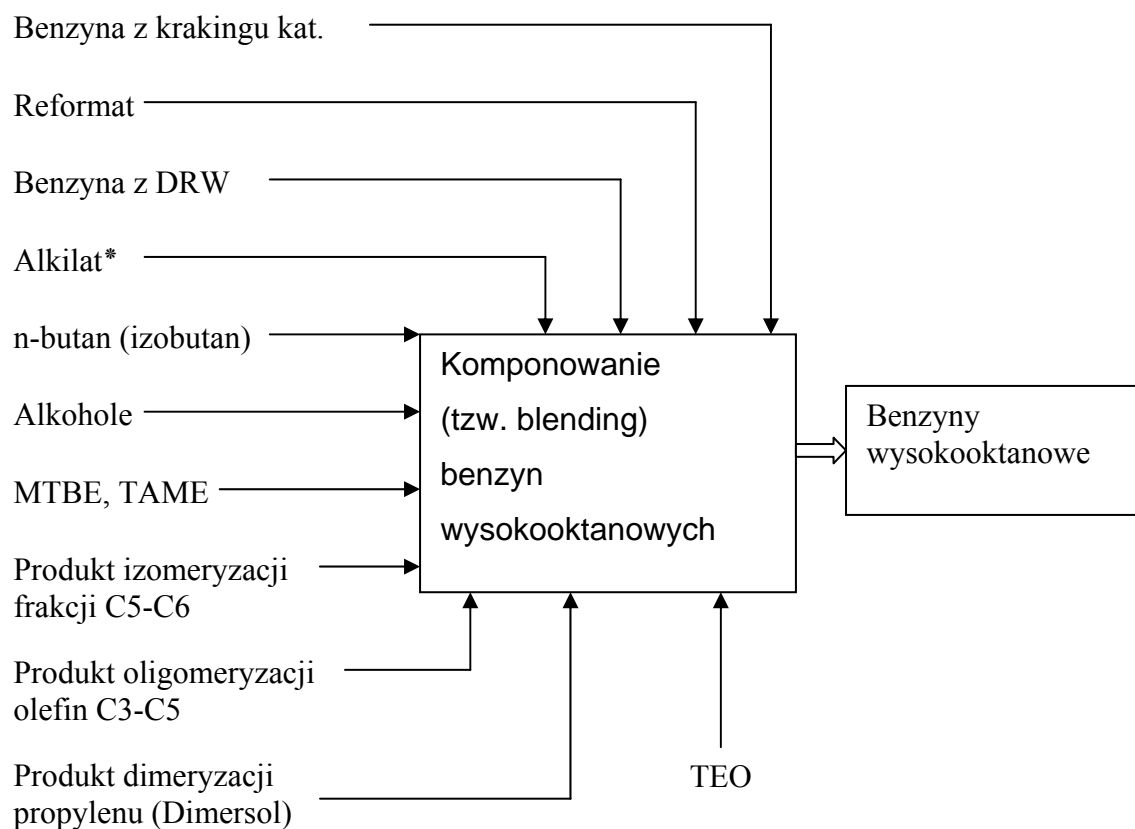 Benzyna z krakingu kat.
Reformat
Benzyna z DRW
Alkilat*
n-butan (izobutan)
Alkohole
MTBE, TAME
Produkt izomeryzacji
frakcji C5-C6
Produkt oligomeryzacji
olefin C3-C5
Produkt dimeryzacji
propylenu (Dimersol)
TEO
Komponowanie
(tzw. blending)
benzyn
wysokooktanowych
Benzyny
wysokooktanowe